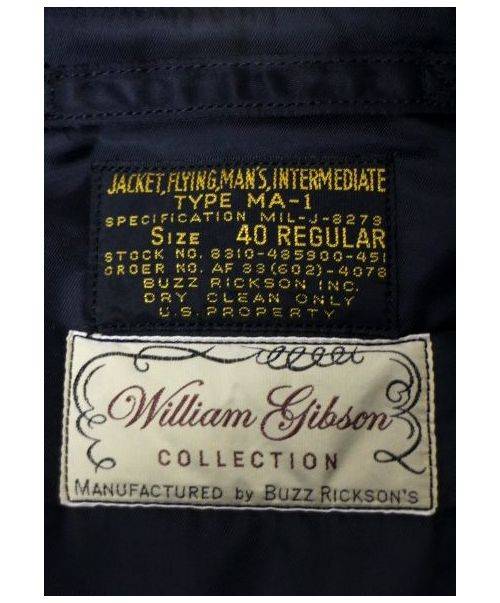 JACKET,FLYING,MAN'S,INTERMEDIATE
TYPE MA-1
SPECIFICATION MIL-J-8279
SIZE 40 REGULAR
STOCK NO. 8310-485900-451
ORDER NO. AF 33(602)-4078
BUZZ RICKSON INC.
DRY CLEAN ONLY
U.S. PROPERTY
William Gibson
COLLECTION
MANUFACTURED by BUZZ RICKSON'S